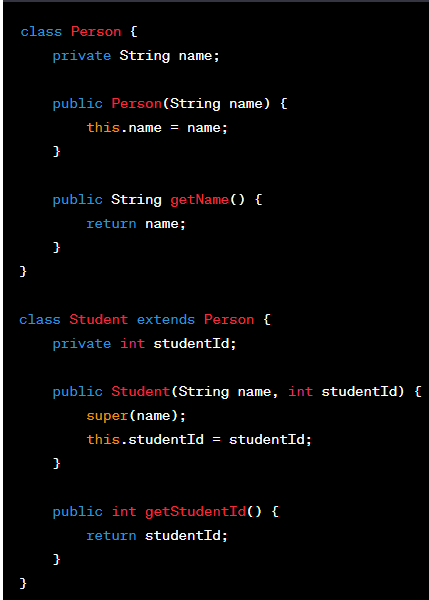 class Person {
    private String name;

    public Person(String name) {
        this.name = name;
    }

    public String getName() {
        return name;
    }
}

class Student extends Person {
    private int studentId;

    public Student(String name, int studentId) {
        super(name);
        this.studentId = studentId;
    }

    public int getStudentId() {
        return studentId;
    }
}